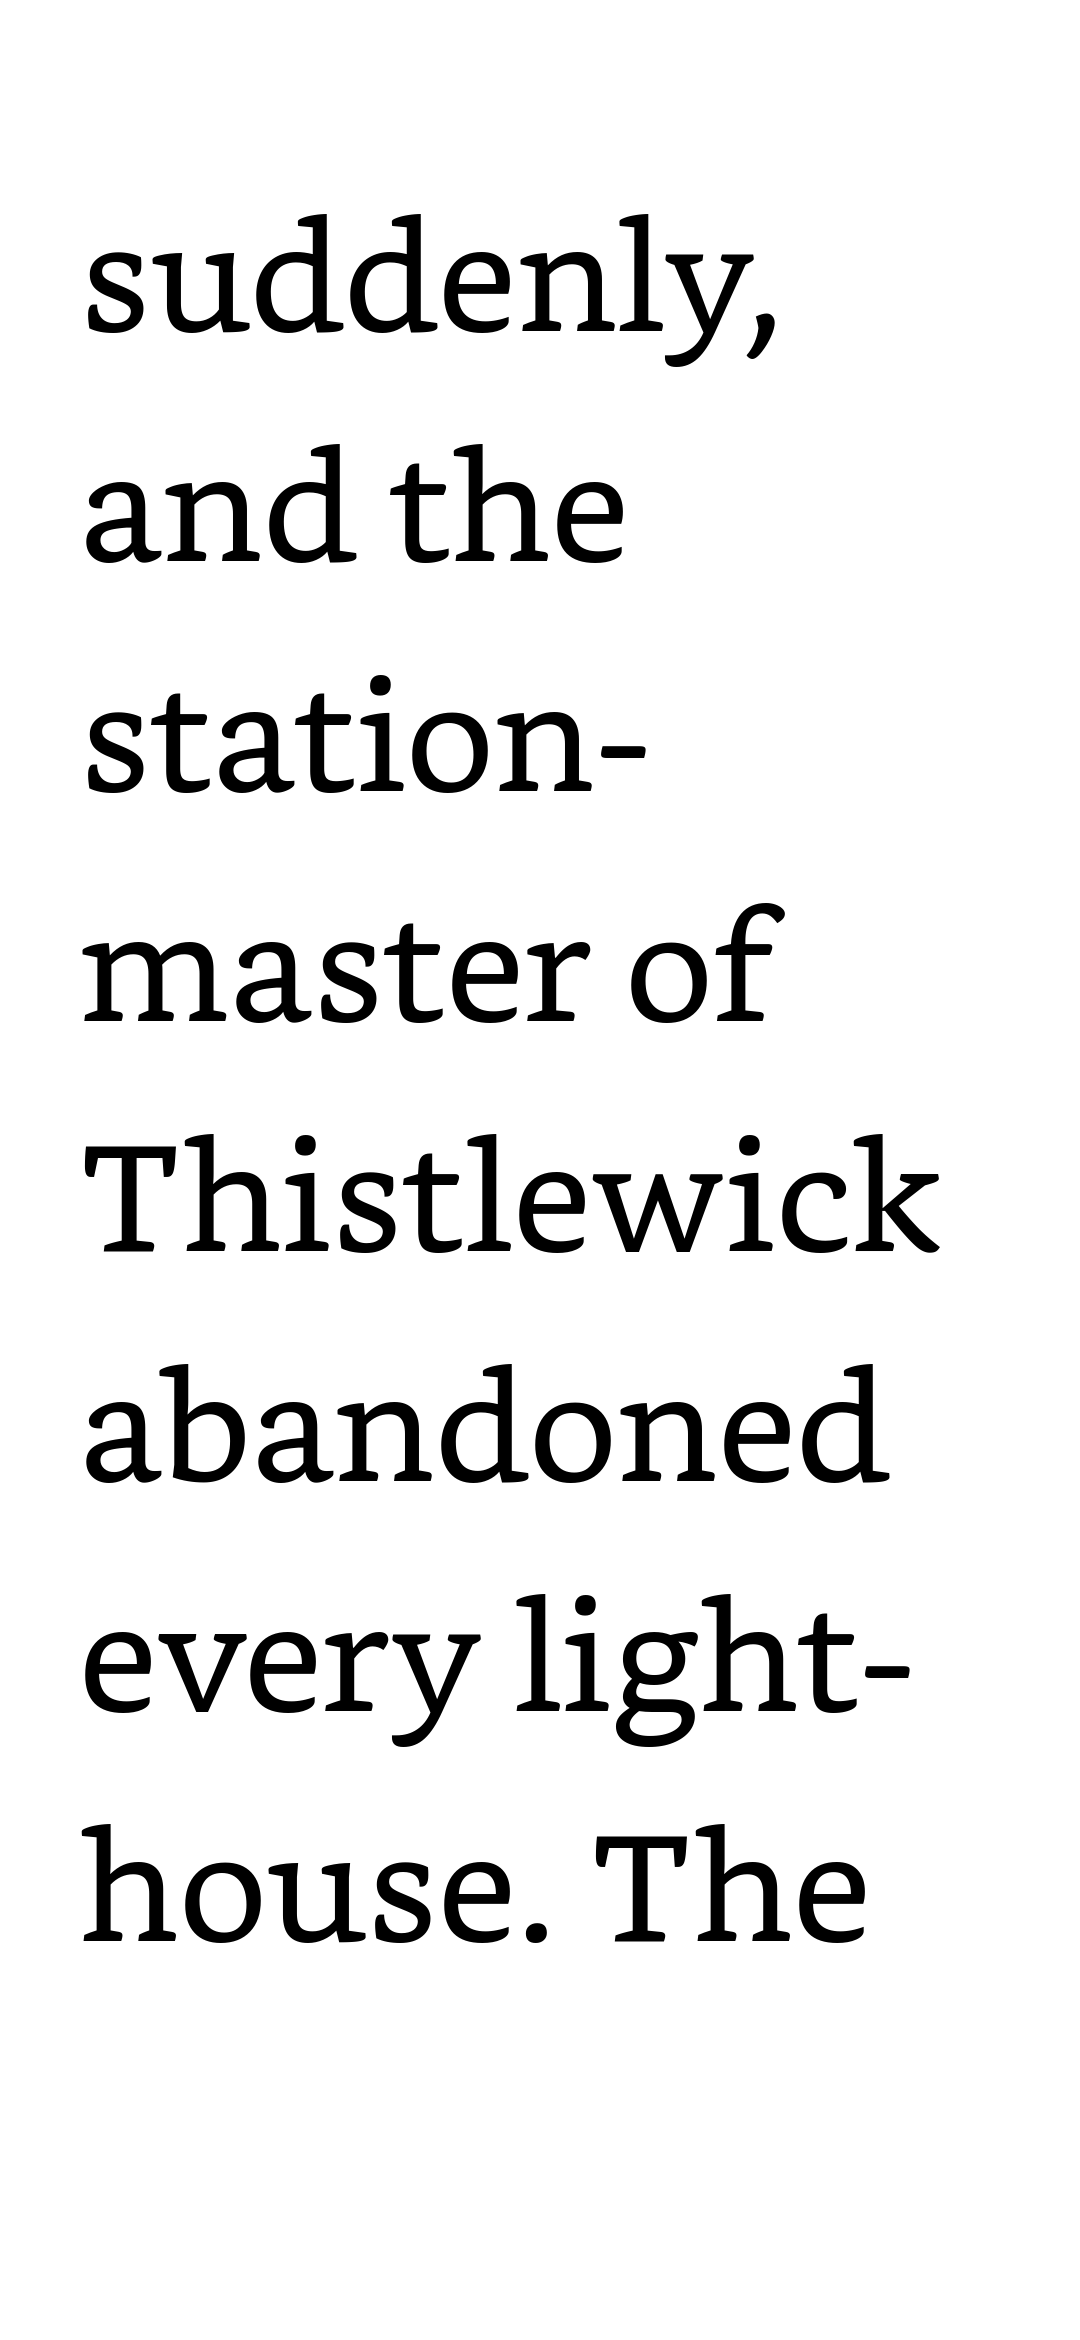 suddenly,
and the
station-
master of
Thistlewick
abandoned
every light-
house. The